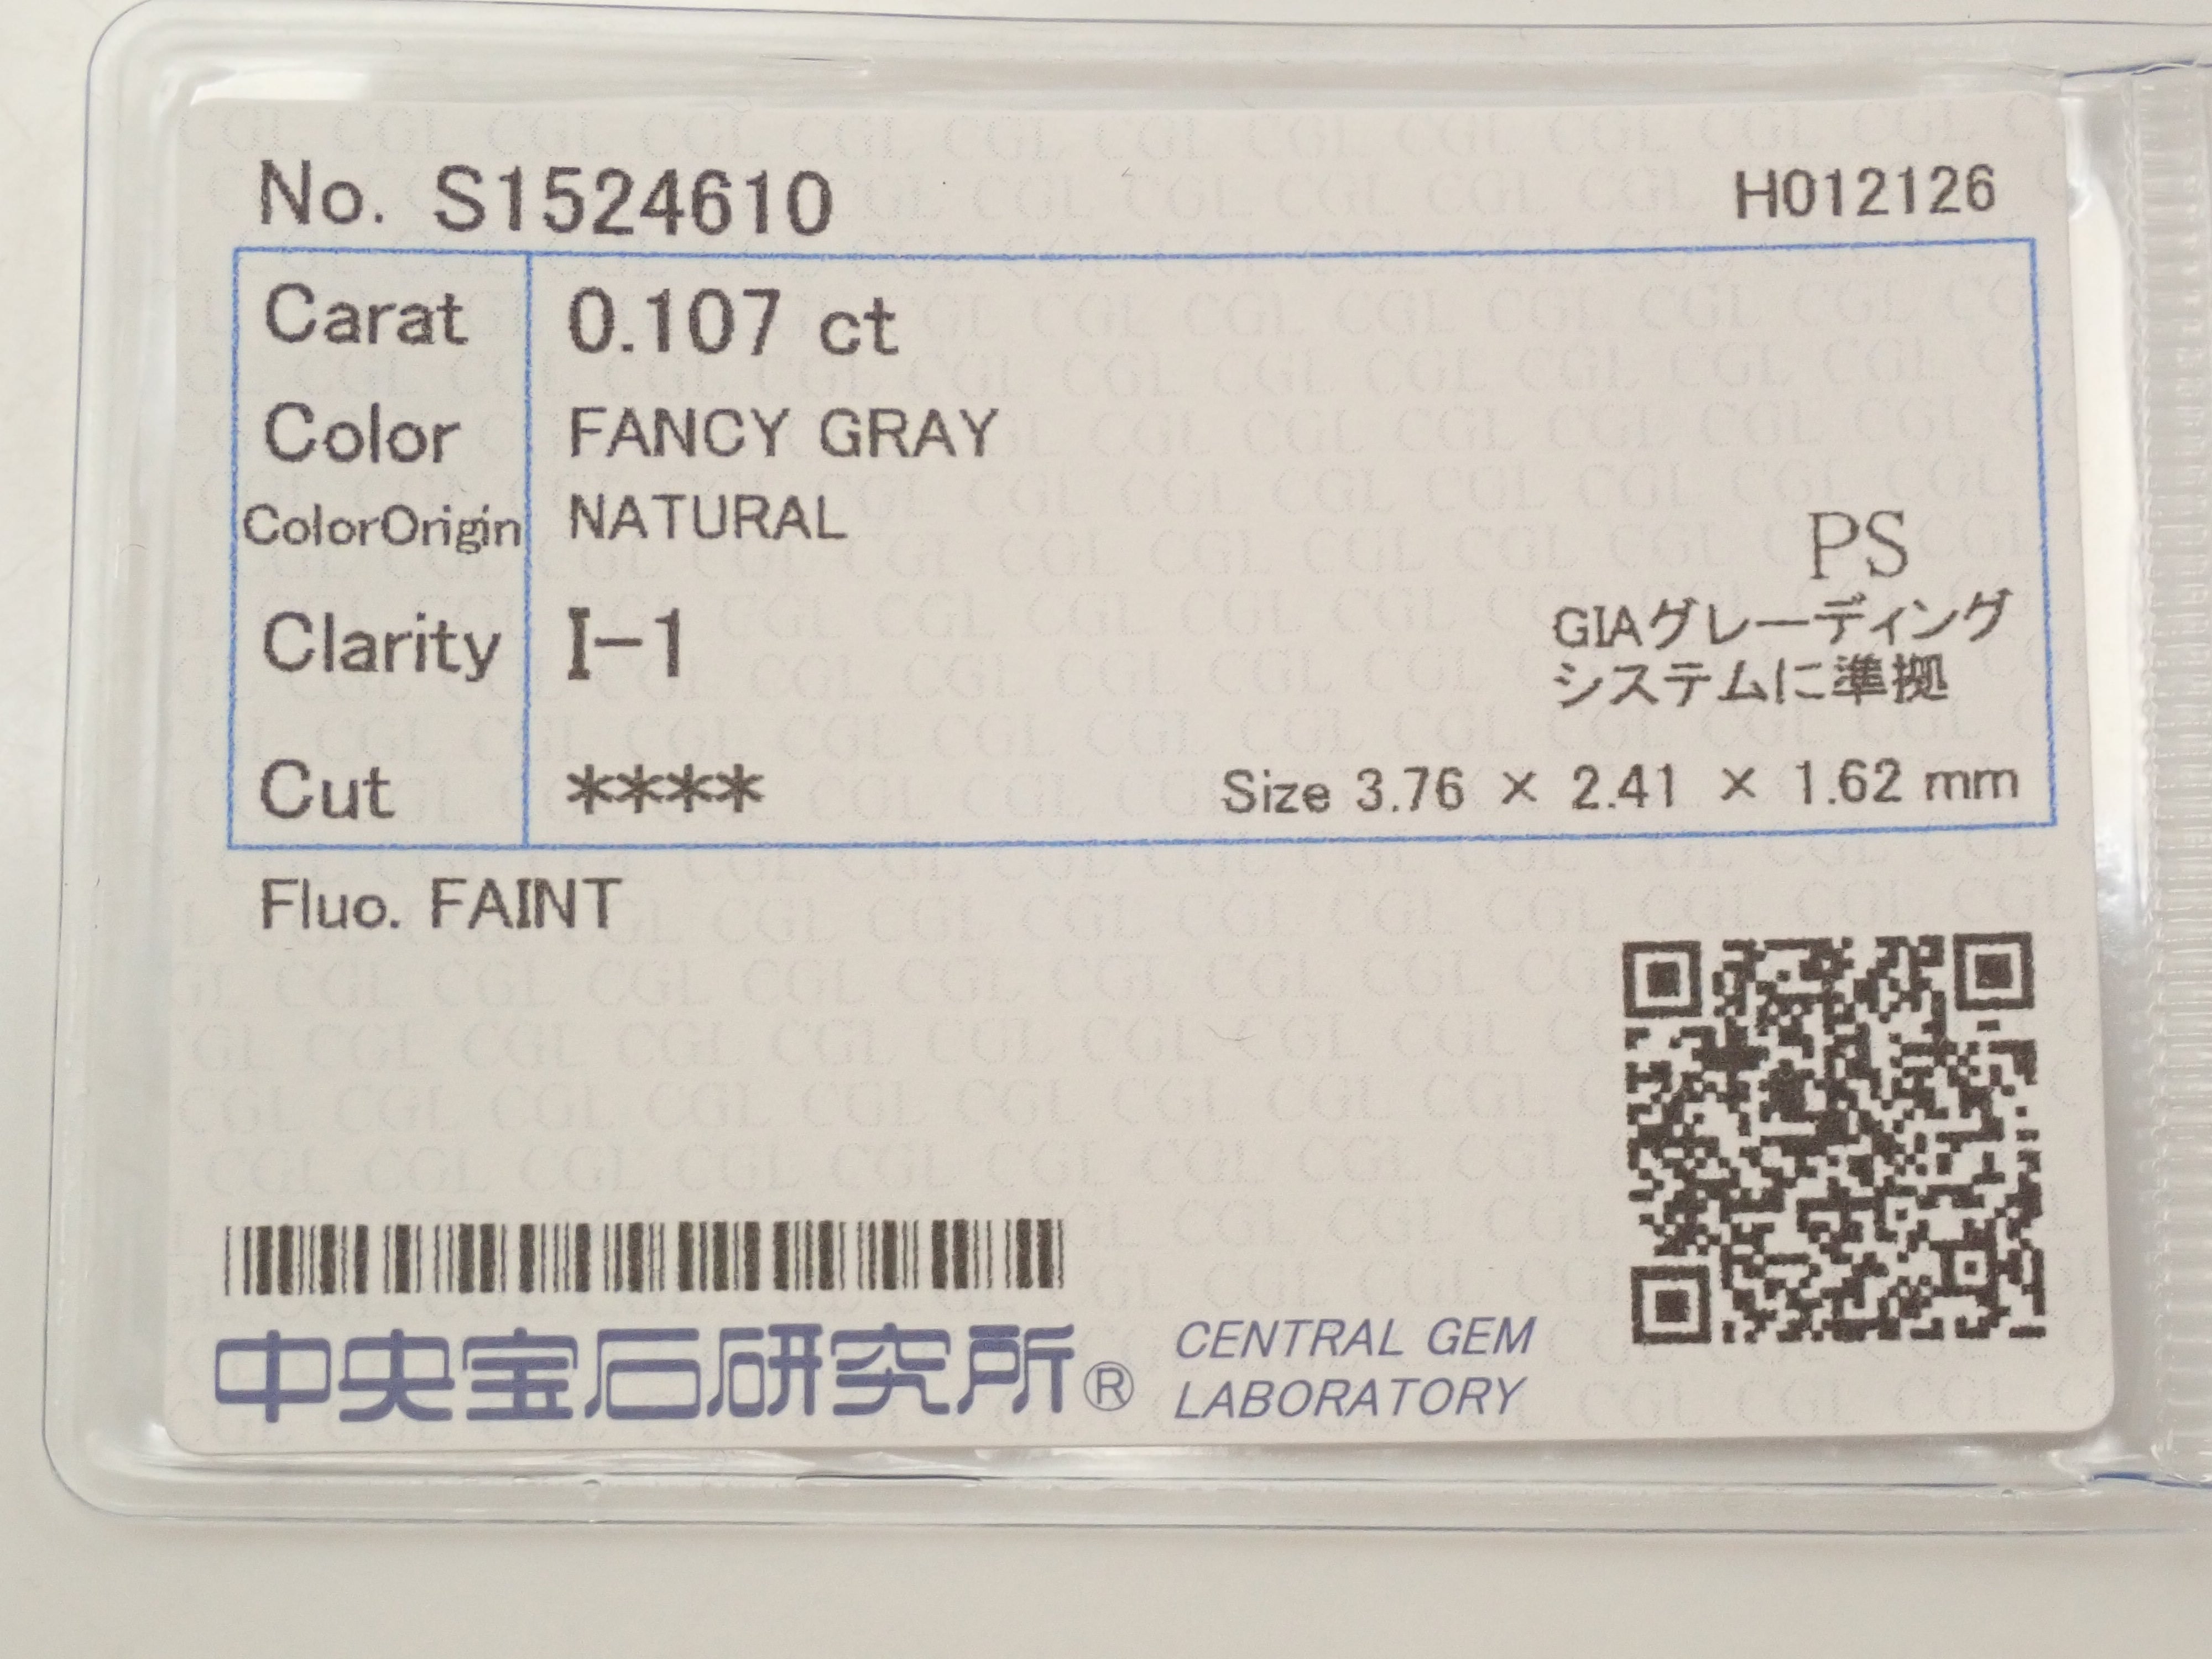 No. S1524610
H012126
Carat 0.107 ct
Color FANCY GRAY
ColorOrigin NATURAL
PS
Clarity I-1
GIAグレーディング
システムに準拠
Cut ****
Size 3.76 × 2.41 × 1.62 mm
Fluo. FAINT
中央宝石研究所®
CENTRAL GEM
LABORATORY